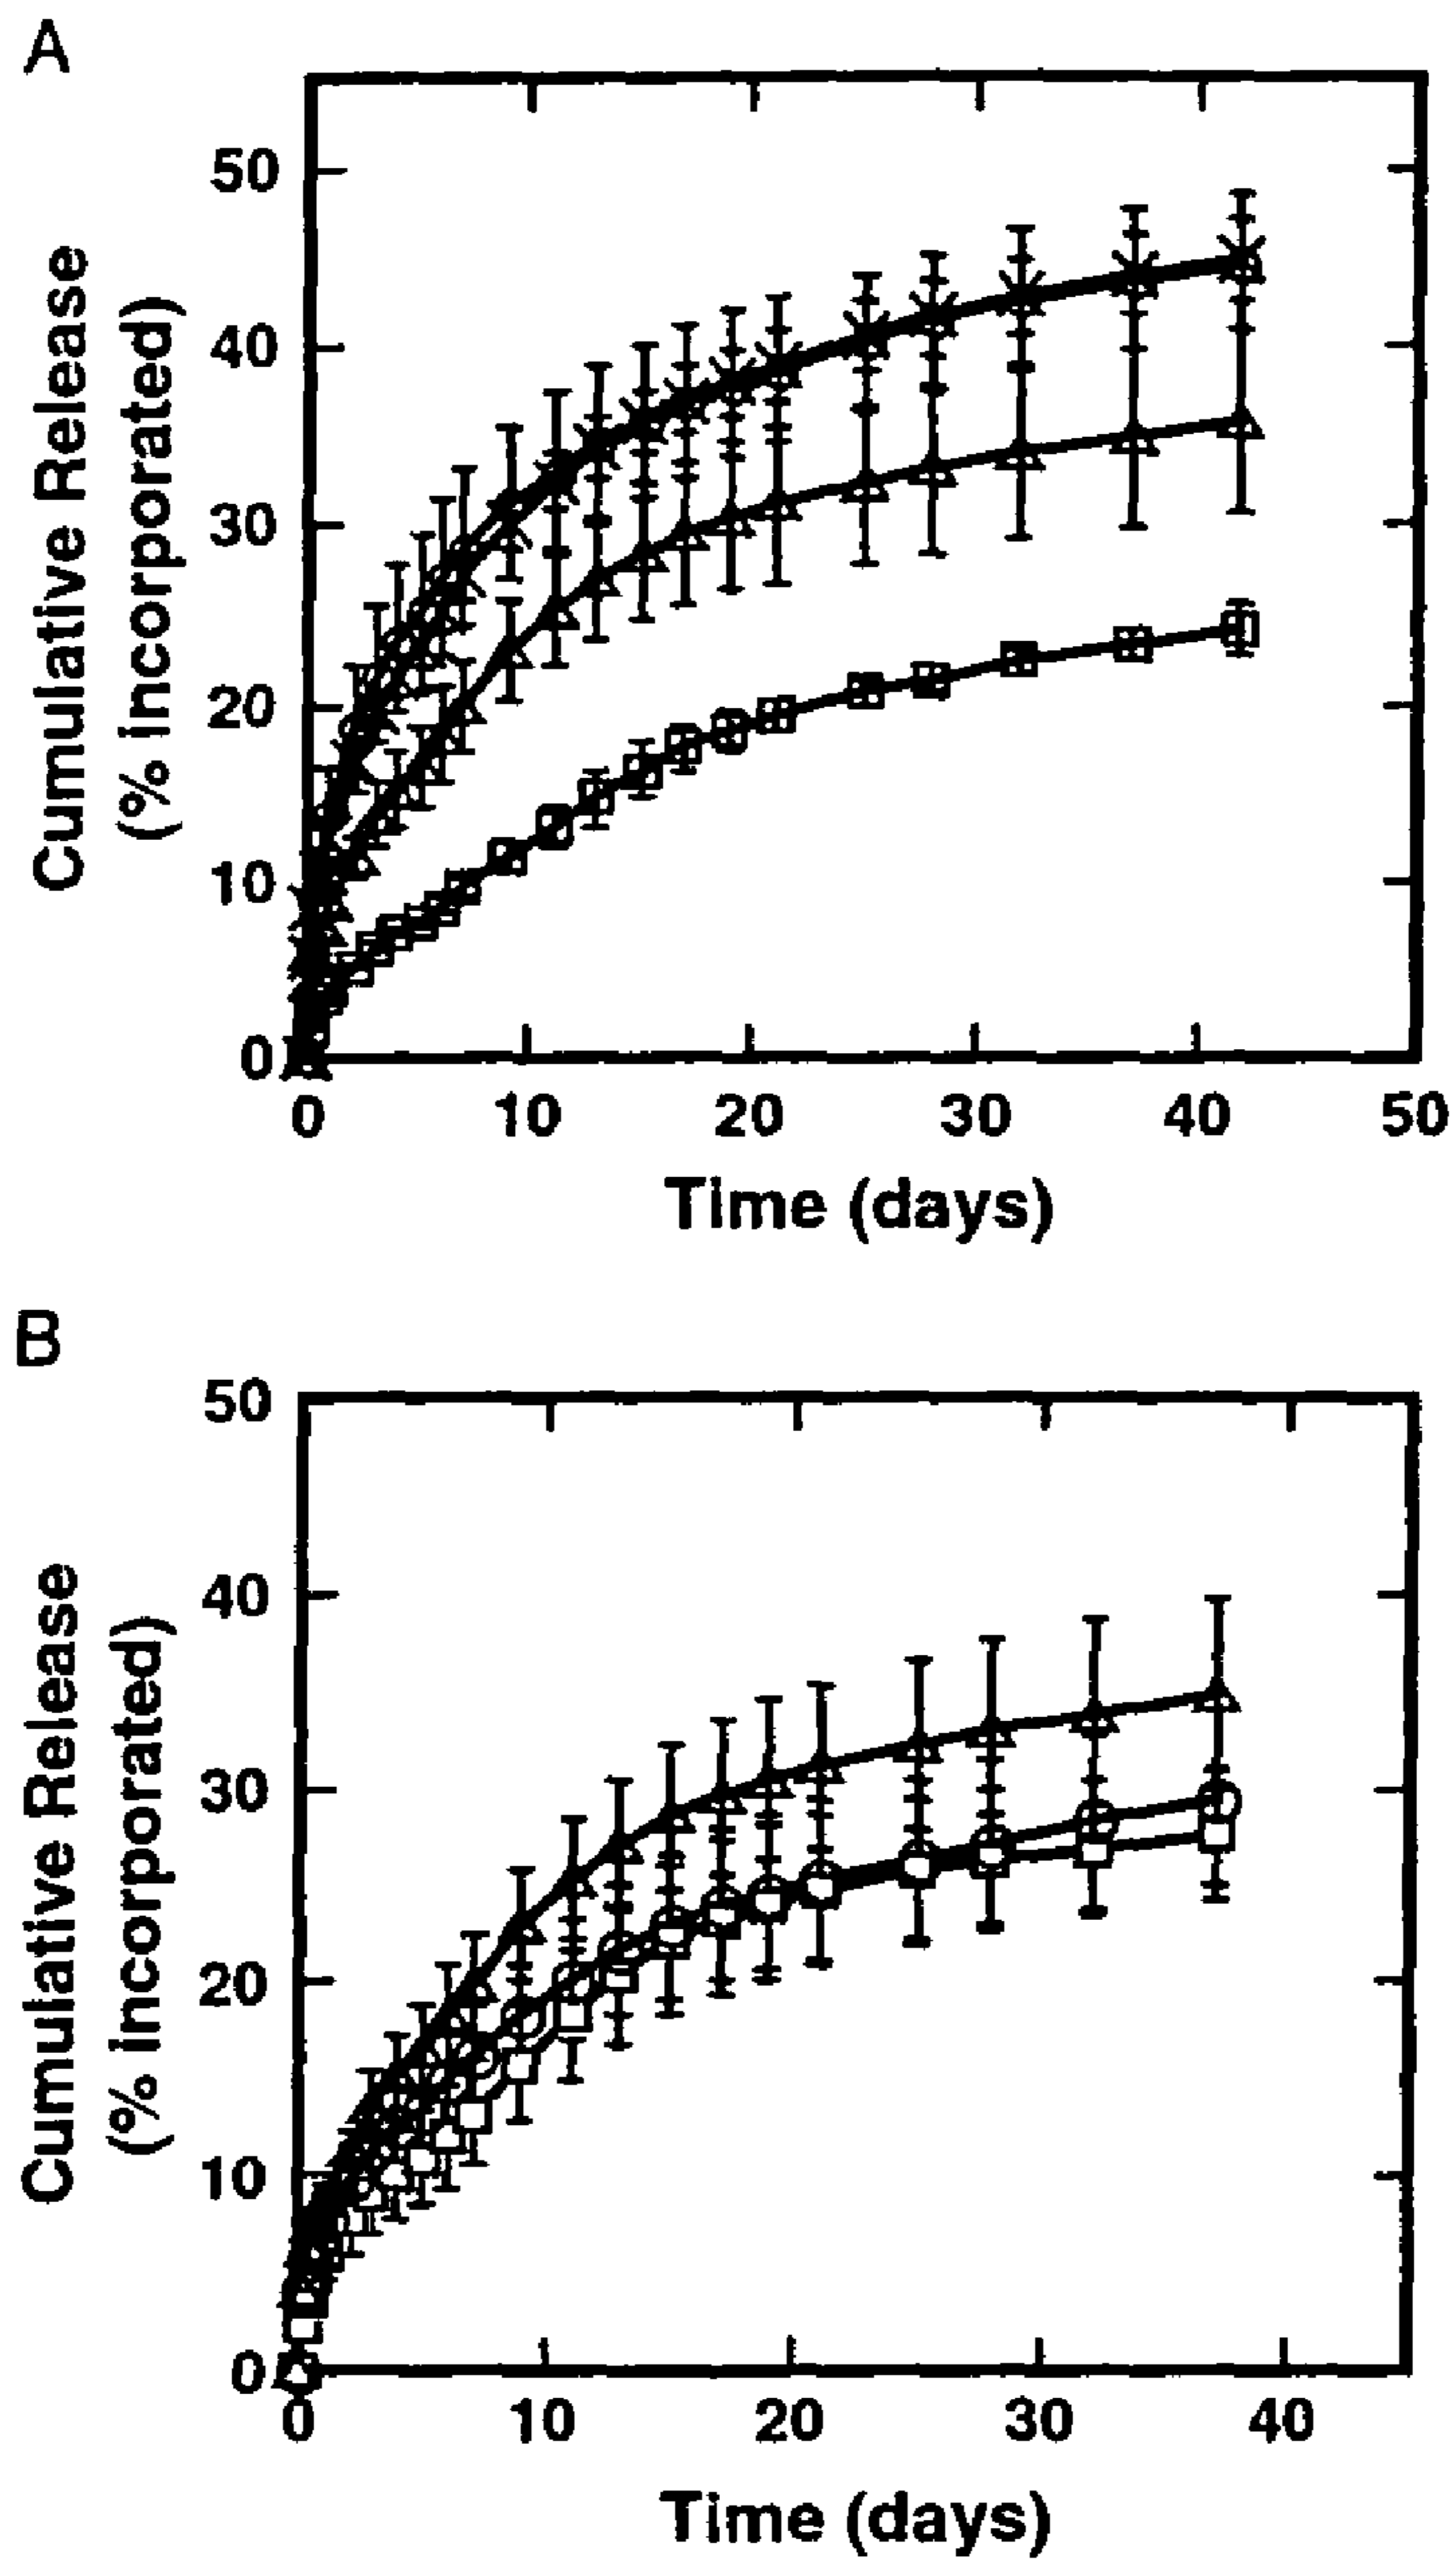 A
Cumulative Release
(% incorporated)
50
40
30
20
10
0
0 10 20 30 40 50
Time (days)
B
Cumulative Release
(% incorporated)
50
40
30
20
10
0
0 10 20 30 40
Time (days)